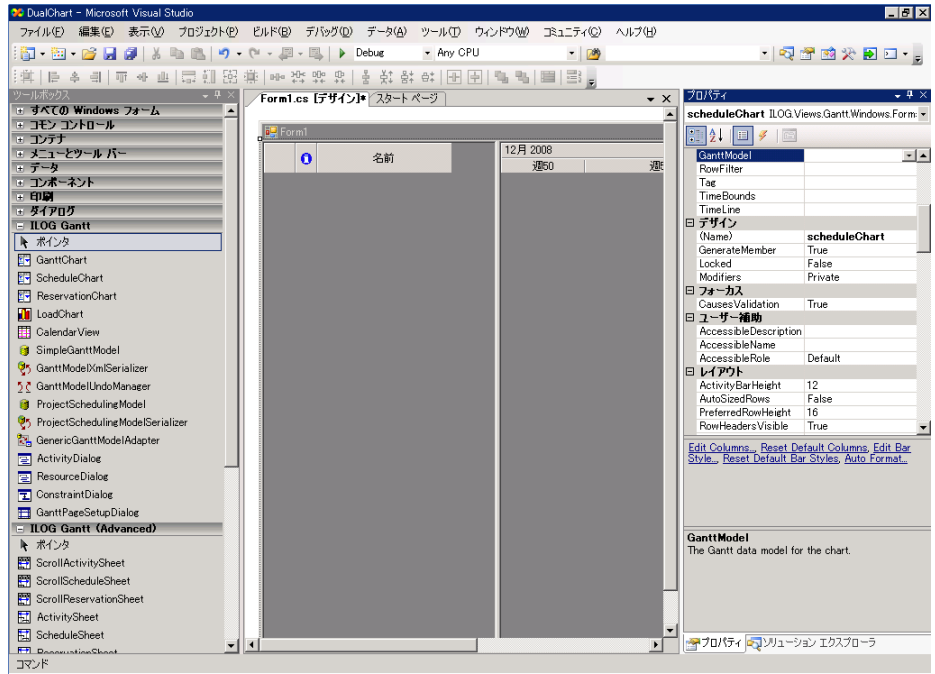 DualChart - Microsoft Visual Studio
ファイル(F) 編集(E) 表示(V) プロジェクト(P) ビルド(B) デバッグ(D) データ(A) ツール(T) ウィンドウ(W) コミュニティ(C) ヘルプ(H)
Debug Any CPU
ツールボックス
すべての Windows フォーム
コモン コントロール
コンテナ
メニューとツール バー
データ
コンポーネント
印刷
ダイアログ
ILOG Gantt
ポインタ
GanttChart
ScheduleChart
ReservationChart
LoadChart
CalendarView
SimpleGanttModel
GanttModelXmlSerializer
GanttModelUndoManager
ProjectSchedulingModel
ProjectSchedulingModelSerializer
GenericGanttModelAdapter
ActivityDialog
ResourceDialog
ConstraintDialog
GanttPageSetupDialog
ILOG Gantt (Advanced)
ポインタ
ScrollActivitySheet
ScrollScheduleSheet
ScrollReservationSheet
ActivitySheet
ScheduleSheet
ReservationSheet
コマンド
Form1.cs [デザイン]* スタート ページ
Form1
名前
12月 2008
週50
プロパティ
scheduleChart ILOG.Views.Gantt.Windows.Form
GanttModel
RowFilter
Tag
TimeBounds
TimeLine
デザイン
(Name) scheduleChart
GenerateMember True
Locked False
Modifiers Private
フォーカス
CausesValidation True
ユーザー補助
AccessibleDescription
AccessibleName
AccessibleRole Default
レイアウト
ActivityBarHeight 12
AutoSizedRows False
PreferredRowHeight 16
RowHeadersVisible True
Edit Columns..., Reset Default Columns, Edit Bar
Style..., Reset Default Bar Styles, Auto Format...
GanttModel
The Gantt data model for the chart.
プロパティ ソリューション エクスプローラ